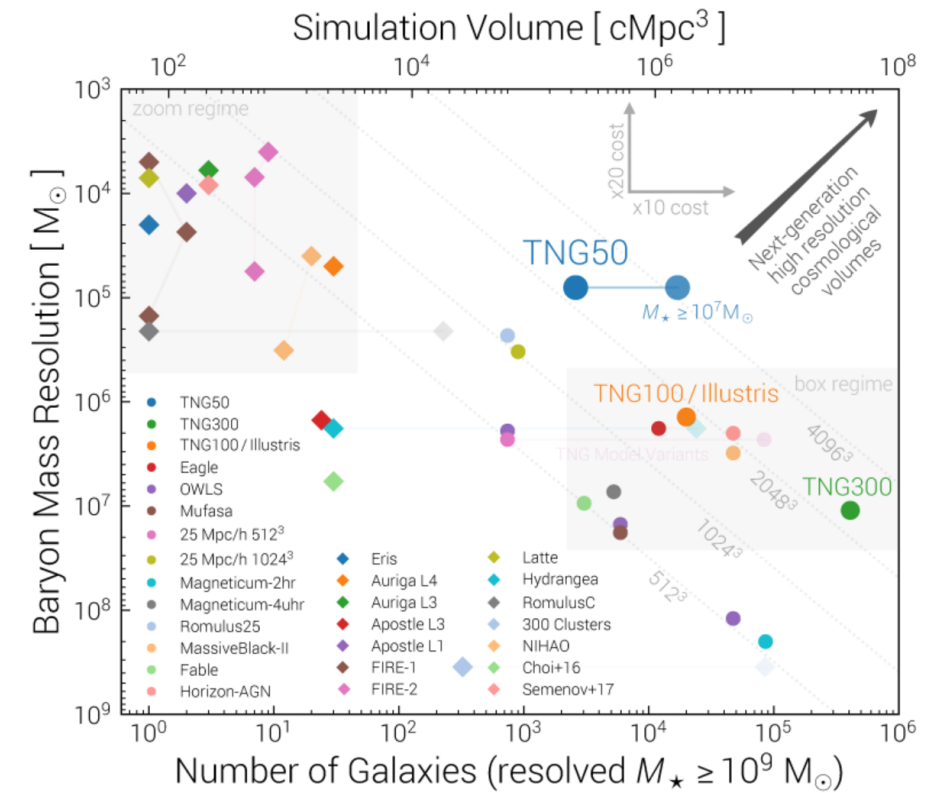 Simulation Volume [ cMpc³ ]
10² 10⁴ 10⁶ 10⁸
10³
zoom regime
10⁴
10⁵
10⁶
10⁷
10⁸
10⁹
Baryon Mass Resolution [ M☉ ]
x20 cost
x10 cost
Next-generation
high resolution
cosmological
volumes
TNG50
M★ ≥ 10⁷ M☉
box regime
TNG100 / Illustris
TNG Model Variants
TNG300
4096³
2048³
1024³
512³
TNG50
TNG300
TNG100 / Illustris
Eagle
OWLS
Mufasa
25 Mpc/h 512³
25 Mpc/h 1024³
Magneticum-2hr
Magneticum-4uhr
Romulus25
MassiveBlack-II
Fable
Horizon-AGN
Eris
Auriga L4
Auriga L3
Apostle L3
Apostle L1
FIRE-1
FIRE-2
Latte
Hydrangea
RomulusC
300 Clusters
NIHAO
Choi+16
Semenov+17
10⁰ 10¹ 10² 10³ 10⁴ 10⁵ 10⁶
Number of Galaxies (resolved M★ ≥ 10⁹ M☉)